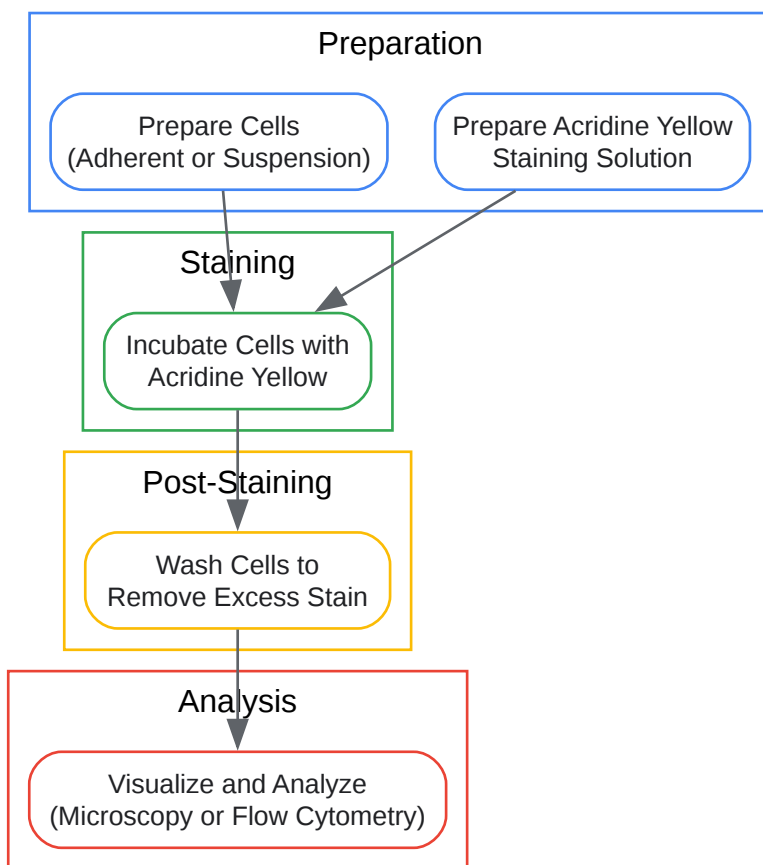 Preparation
Prepare Cells
(Adherent or Suspension)
Prepare Acridine Yellow
Staining Solution
Staining
Incubate Cells with
Acridine Yellow
Post-Staining
Wash Cells to
Remove Excess Stain
Analysis
Visualize and Analyze
(Microscopy or Flow Cytometry)